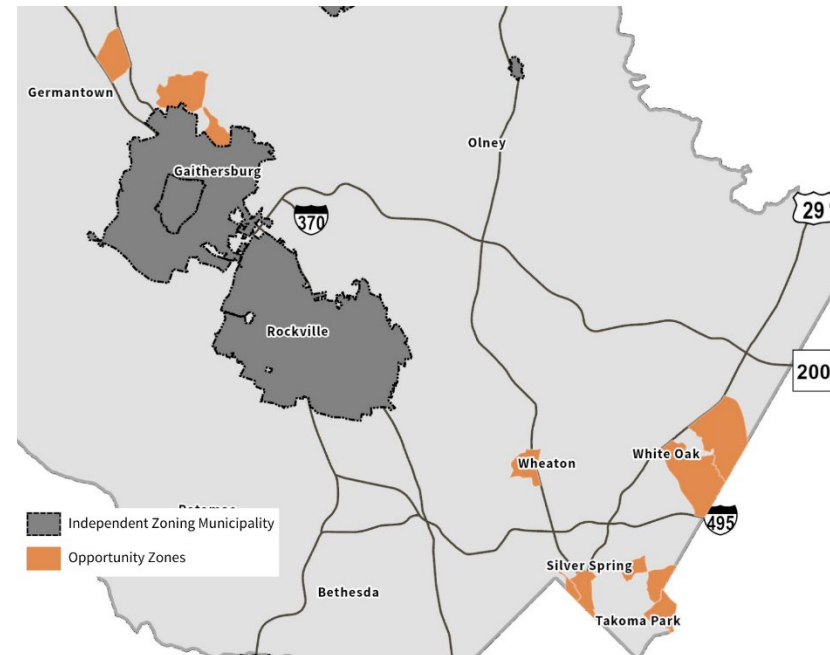 Germantown
Olney
Gaithersburg
29
370
Rockville
200
Wheaton
White Oak
Independent Zoning Municipality
495
Opportunity Zones
Silver Spring
Bethesda
Takoma Park